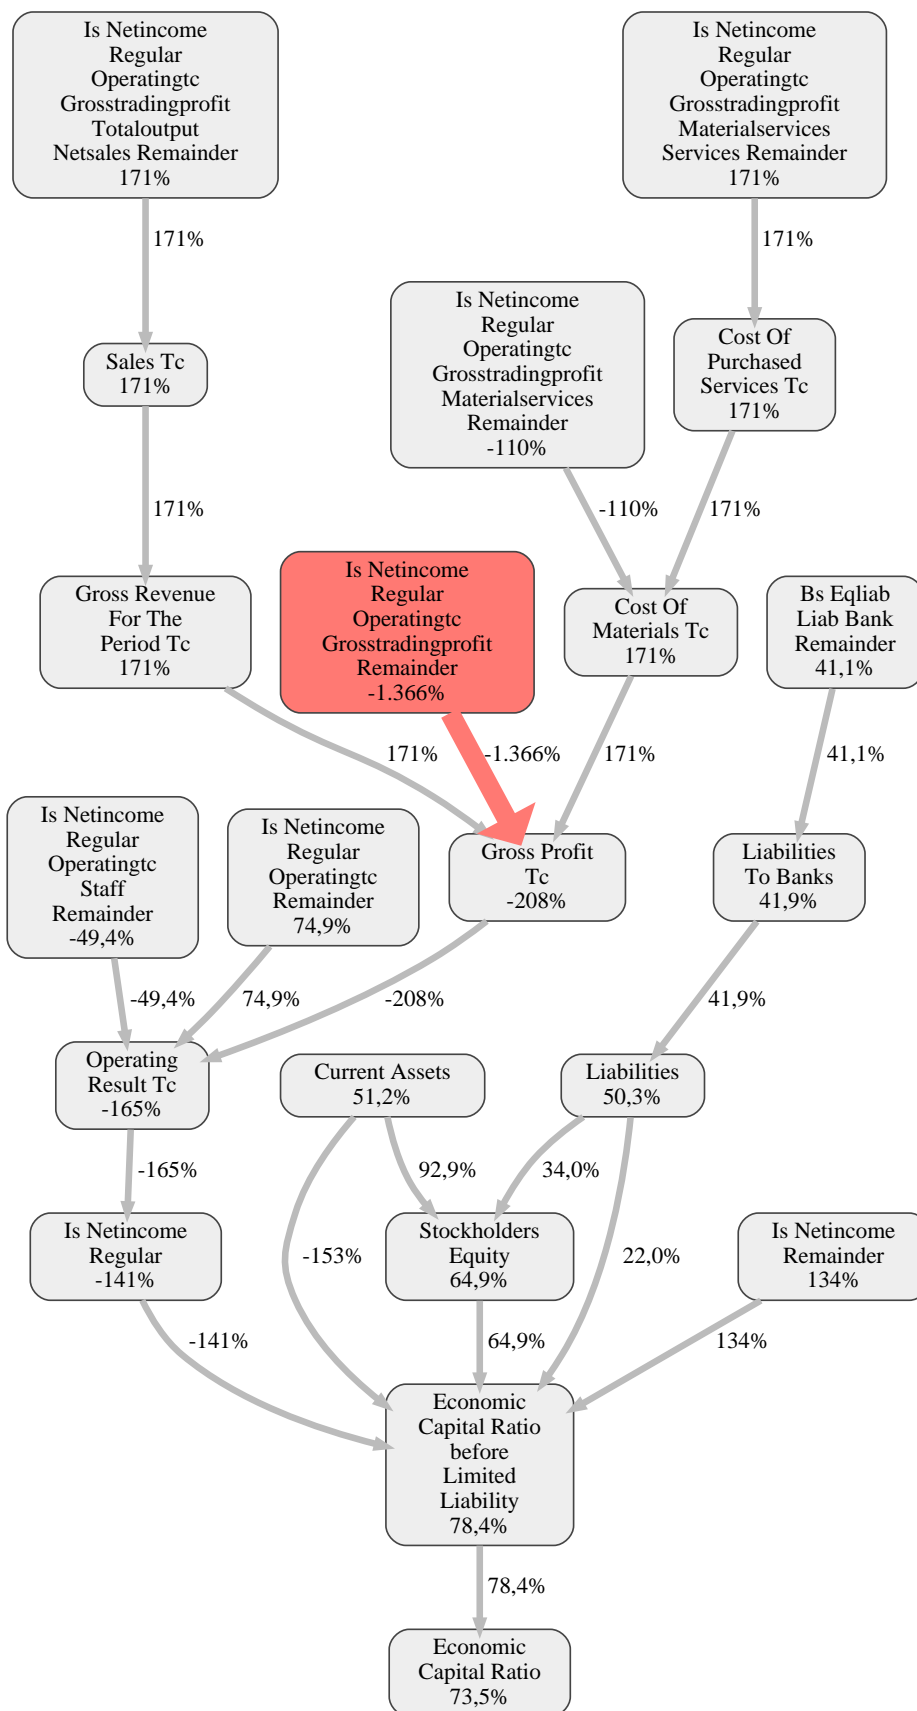 Is Netincome
Regular
Operatingtc
Grosstradingprofit
Totaloutput
Netsales Remainder
171%
Is Netincome
Regular
Operatingtc
Grosstradingprofit
Materialservices
Services Remainder
171%
171%
171%
Is Netincome
Regular
Operatingtc
Grosstradingprofit
Materialservices
Remainder
-110%
Sales Tc
171%
Cost Of
Purchased
Services Tc
171%
171%
-110%
171%
Gross Revenue
For The
Period Tc
171%
Is Netincome
Regular
Operatingtc
Grosstradingprofit
Remainder
-1.366%
Cost Of
Materials Tc
171%
Bs Eqliab
Liab Bank
Remainder
41,1%
171%
-1.366%
171%
41,1%
Is Netincome
Regular
Operatingtc
Staff
Remainder
-49,4%
Is Netincome
Regular
Operatingtc
Remainder
74,9%
Gross Profit
Tc
-208%
Liabilities
To Banks
41,9%
-49,4%
74,9%
-208%
41,9%
Operating
Result Tc
-165%
Current Assets
51,2%
Liabilities
50,3%
-165%
92,9%
34,0%
Is Netincome
Regular
-141%
-153%
Stockholders
Equity
64,9%
22,0%
Is Netincome
Remainder
134%
-141%
64,9%
134%
Economic
Capital Ratio
before
Limited
Liability
78,4%
78,4%
Economic
Capital Ratio
73,5%